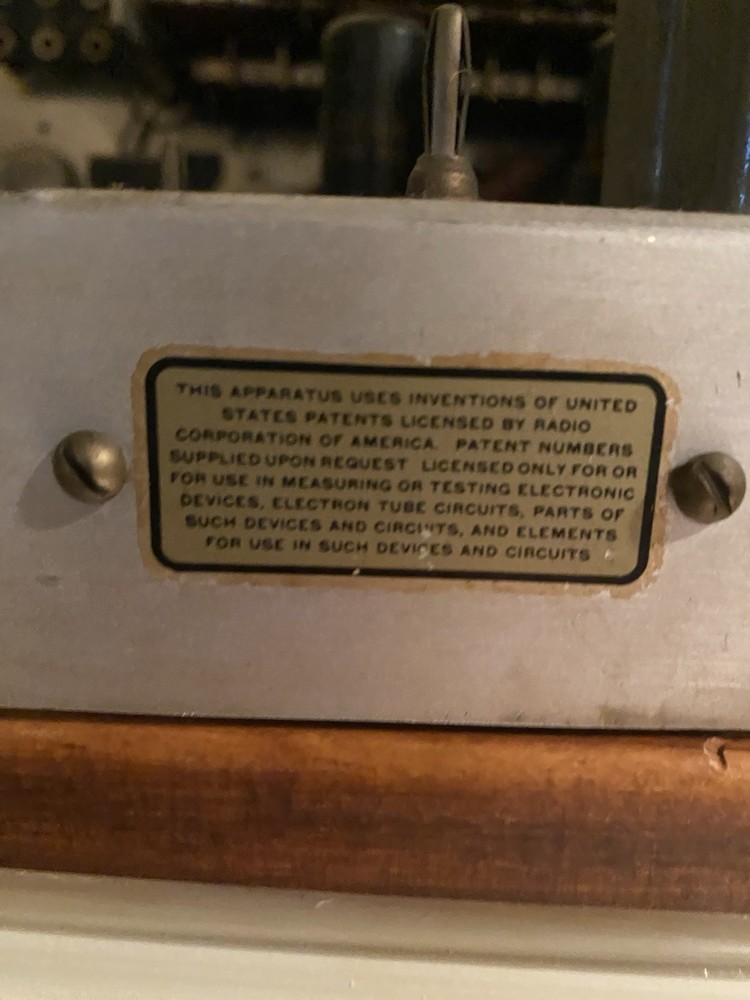 THIS APPARATUS USES INVENTIONS OF UNITED
STATES PATENTS LICENSED BY RADIO
CORPORATION OF AMERICA. PATENT NUMBERS
SUPPLIED UPON REQUEST LICENSED ONLY FOR OR
FOR USE IN MEASURING OR TESTING ELECTRONIC
DEVICES, ELECTRON TUBE CIRCUITS, PARTS OF
SUCH DEVICES AND CIRCUITS, AND ELEMENTS
FOR USE IN SUCH DEVICES AND CIRCUITS